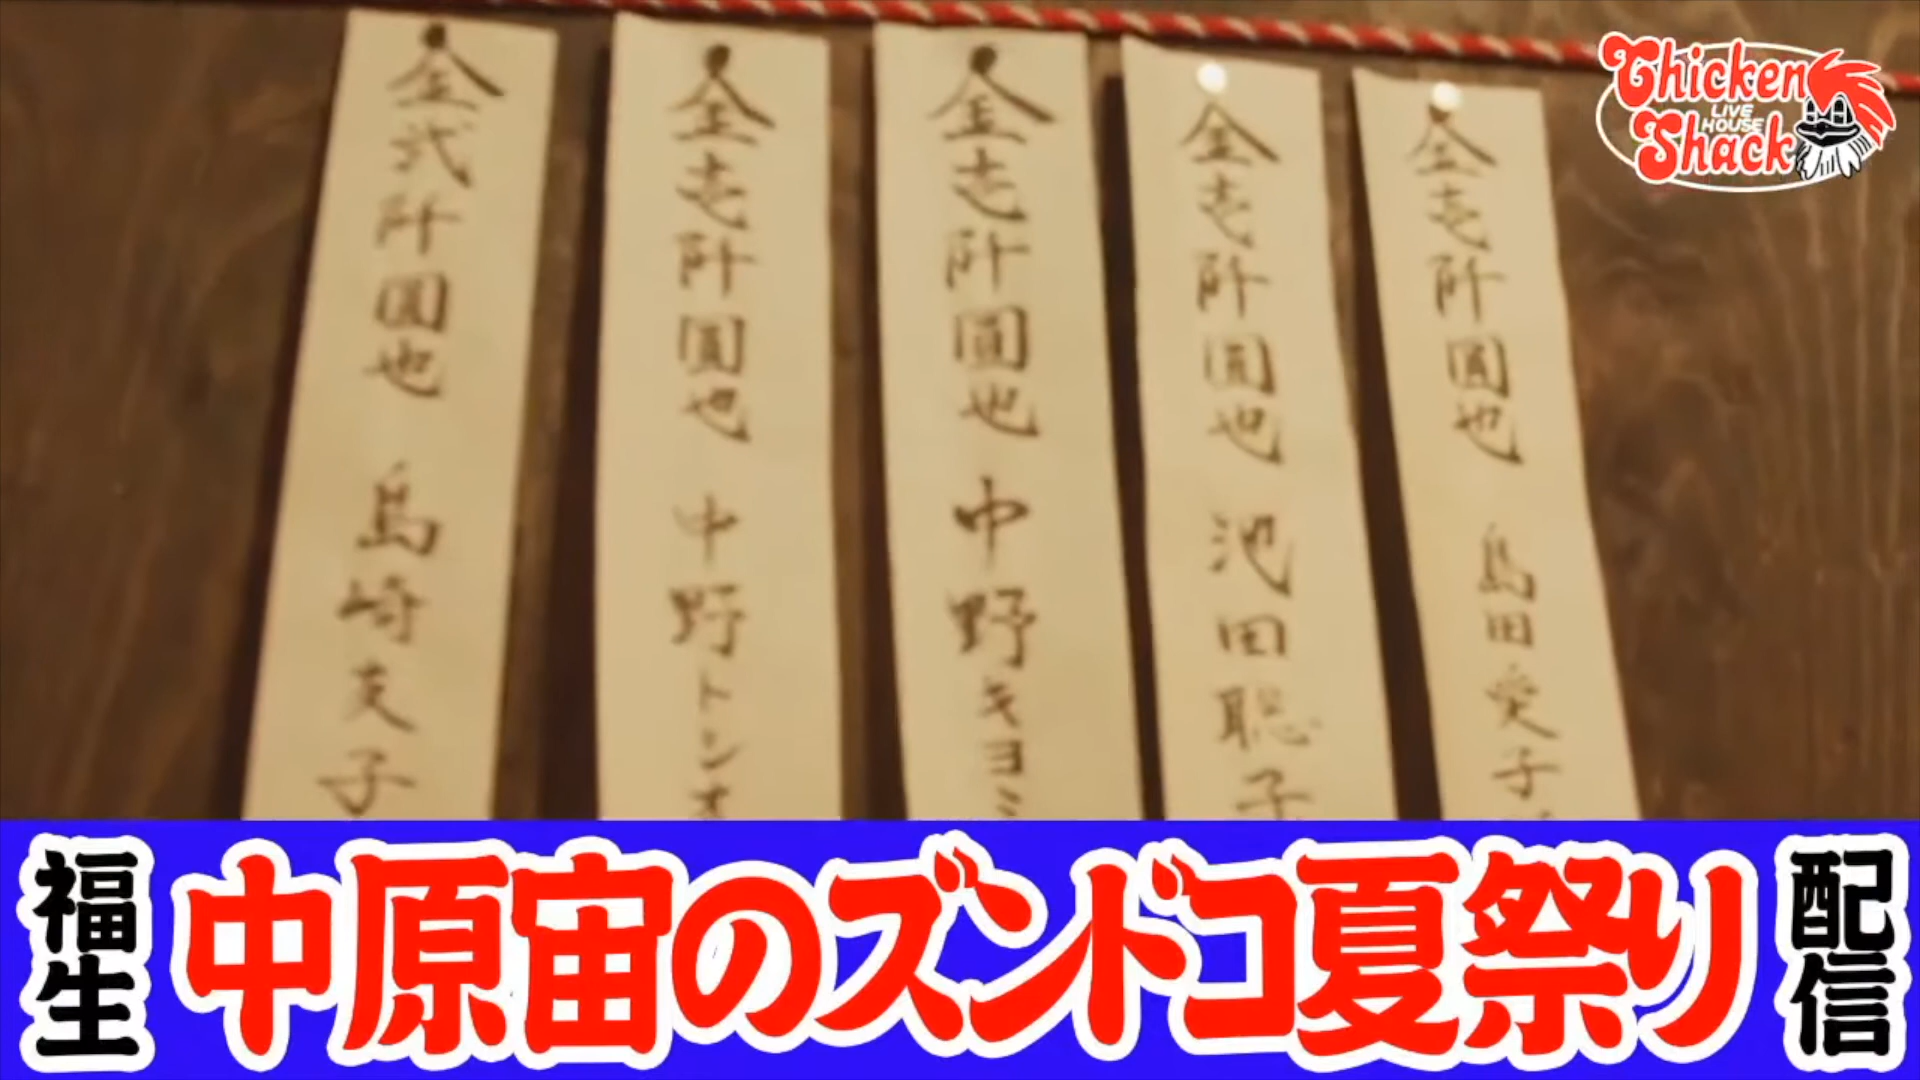 金弐阡圓也 島崎支子
金壱阡圓也 中野トシオ
金壱阡圓也 中野キヨミ
金壱阡圓也 池田聡子
金壱阡圓也 島田愛子
Chicken
LIVE
HOUSE
Shack
福生
中原宙のズンドコ夏祭り
配信